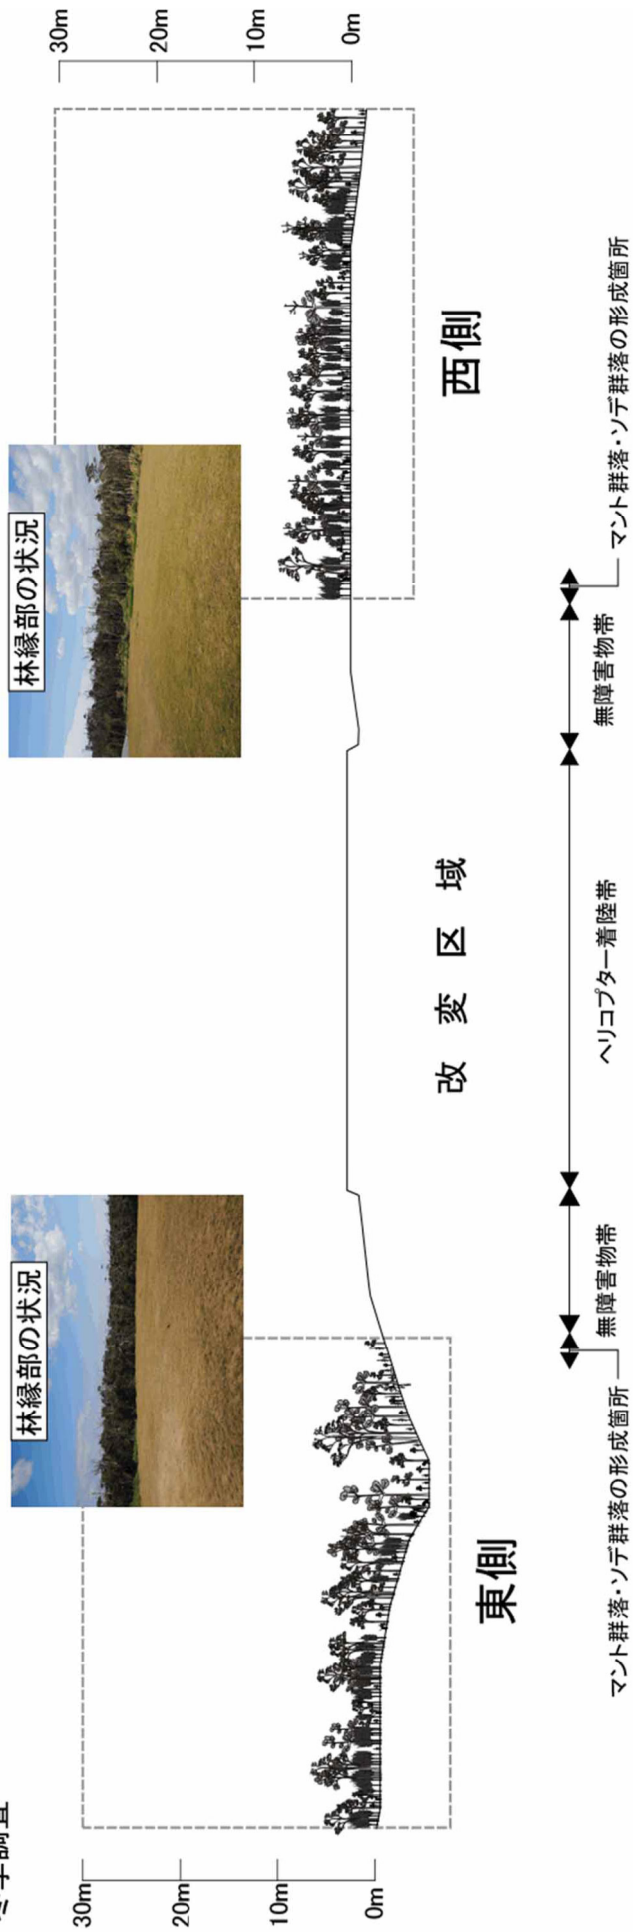 林縁部の状況
林縁部の状況
30m
20m
10m
0m
30m
20m
10m
0m
東側
改変区域
西側
マント群落・ソデ群落の形成箇所
無障害物帯
ヘリコプター着陸帯
無障害物帯
マント群落・ソデ群落の形成箇所